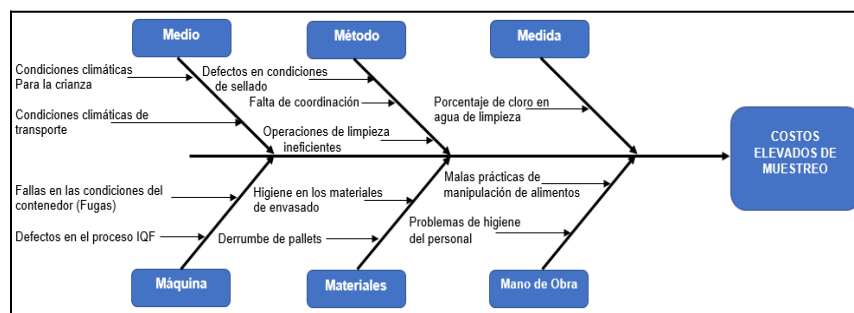 Medio
Método
Medida
Condiciones climáticas
Para la crianza
Condiciones climáticas de
transporte
Defectos en condiciones
de sellado
Falta de coordinación
Operaciones de limpieza
ineficientes
Porcentaje de cloro en
agua de limpieza
COSTOS
ELEVADOS DE
MUESTREO
Fallas en las condiciones del
contenedor (Fugas)
Defectos en el proceso IQF
Higiene en los materiales
de envasado
Derrumbe de pallets
Malas prácticas de
manipulación de alimentos
Problemas de higiene
del personal
Máquina
Materiales
Mano de Obra